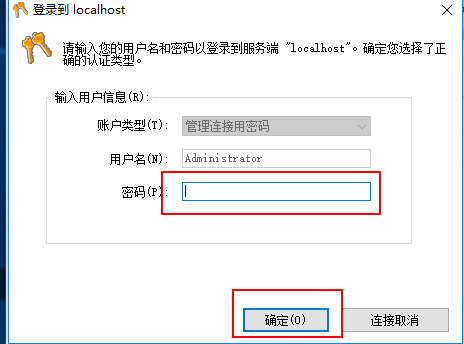 登录到 localhost
请输入您的用户名和密码以登录到服务端 "localhost"。确定您选择了正
确的认证类型。
输入用户信息(R):
账户类型(T): 管理连接用密码
用户名(N): Administrator
密码(P):
确定(O) 连接取消